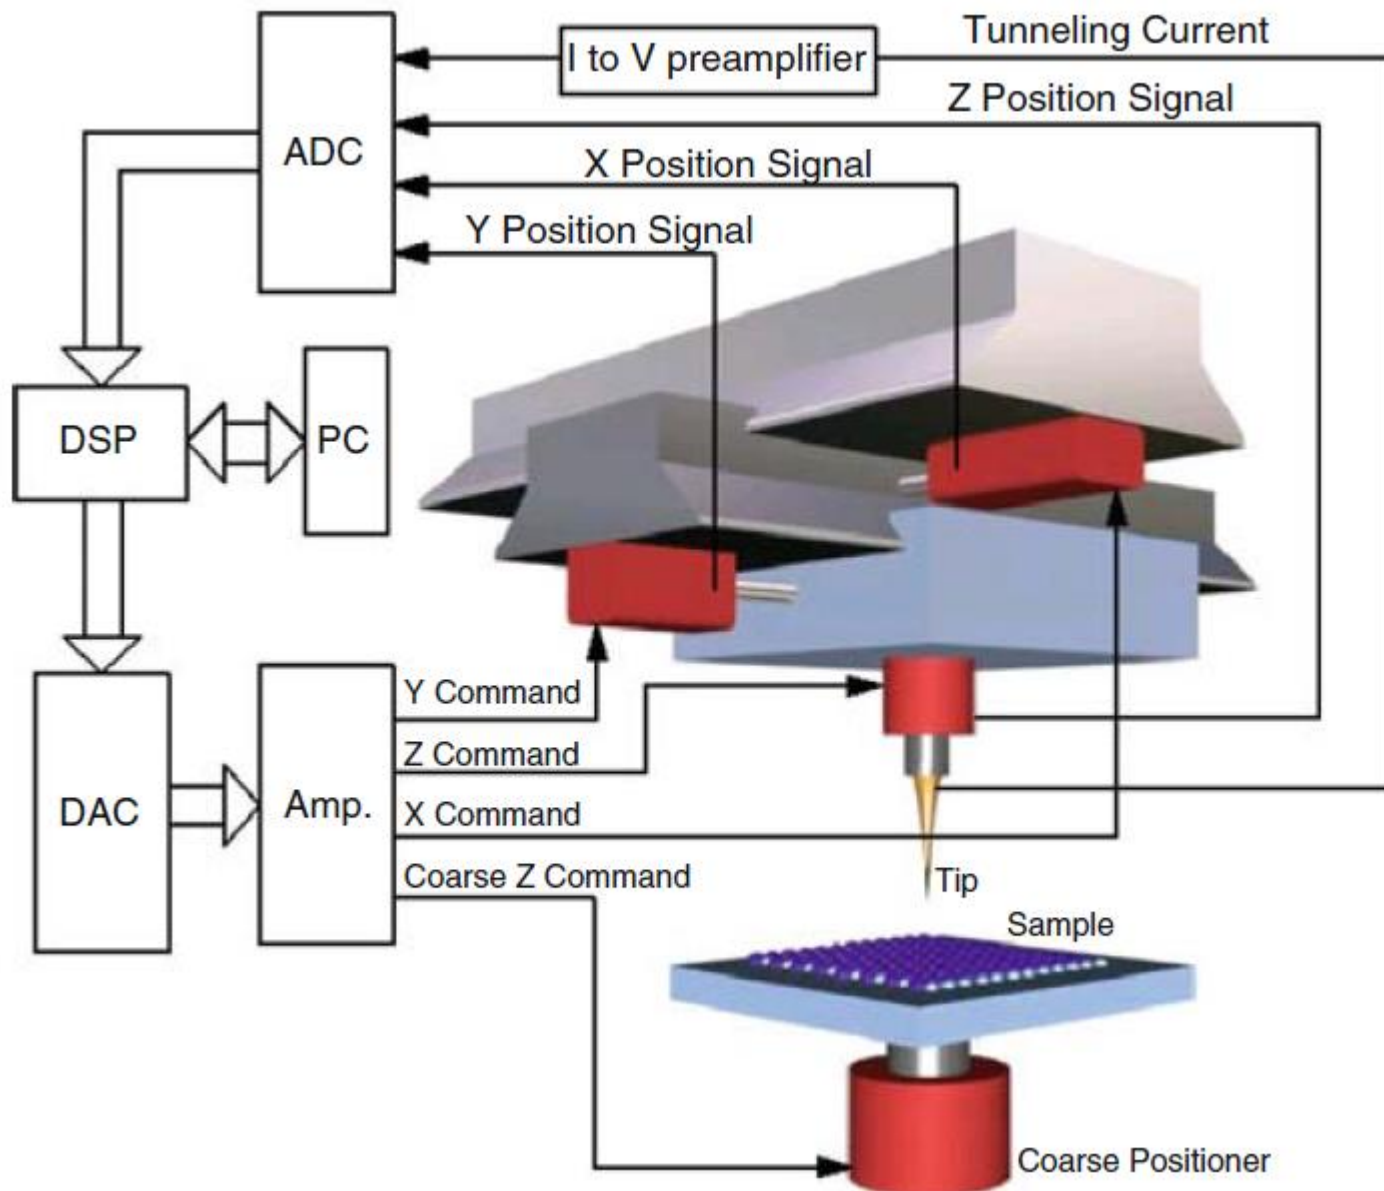 Tunneling Current
I to V preamplifier
Z Position Signal
ADC
X Position Signal
Y Position Signal
DSP
PC
Y Command
Z Command
DAC
Amp.
X Command
Coarse Z Command
Tip
Sample
Coarse Positioner